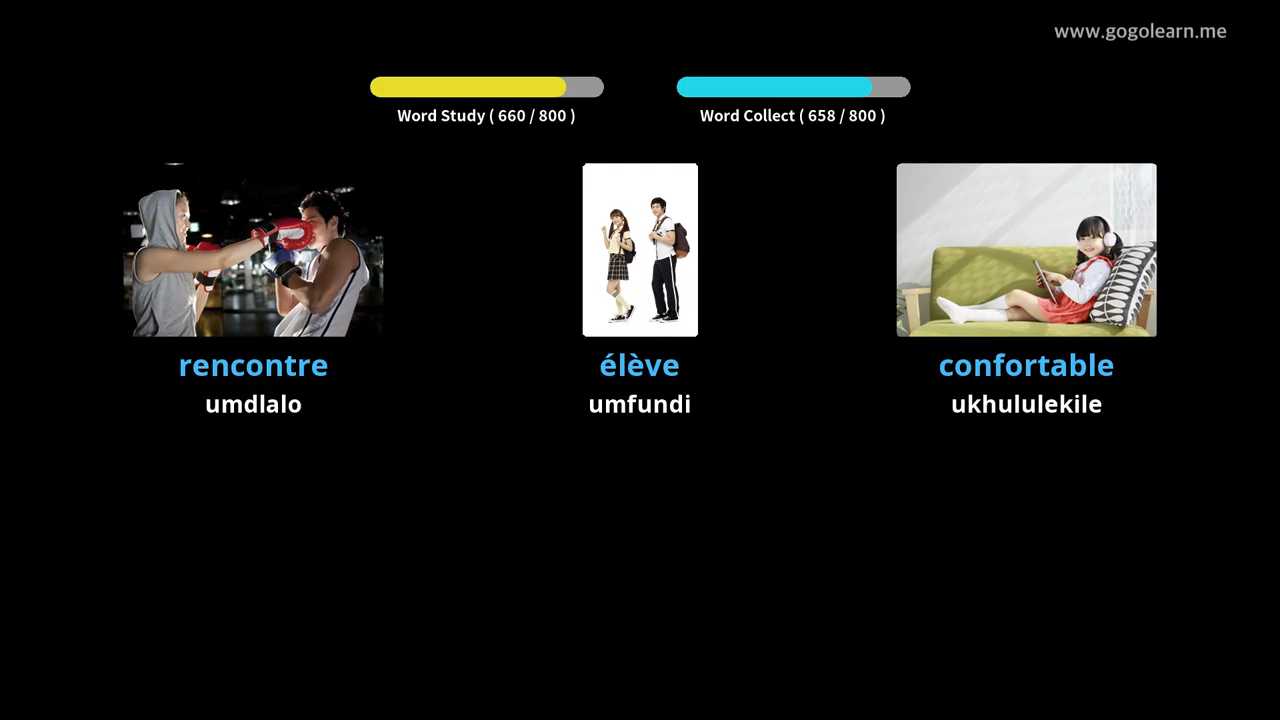 www.gogolearn.me
Word Study ( 660 / 800 )
Word Collect ( 658 / 800 )
rencontre
umdlalo
élève
umfundi
confortable
ukhululekile